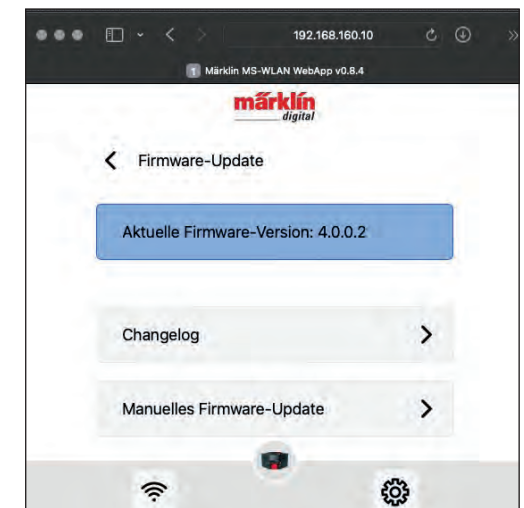 192.168.160.10
1 Märklin MS-WLAN WebApp v0.8.4
märklin
digital
Firmware-Update
Aktuelle Firmware-Version: 4.0.0.2
Changelog
Manuelles Firmware-Update